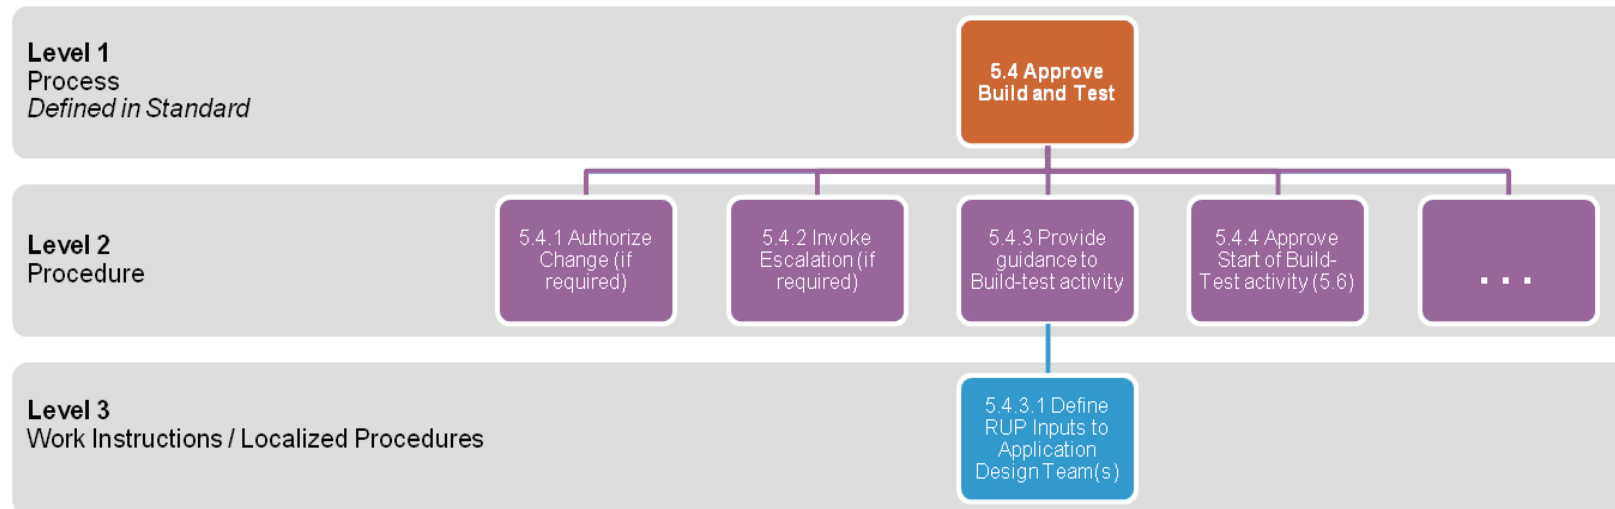 Level 1
Process
Defined in Standard
5.4 Approve
Build and Test
Level 2
Procedure
5.4.1 Authorize
Change (if
required)
5.4.2 Invoke
Escalation (if
required)
5.4.3 Provide
guidance to
Build-test activity
5.4.4 Approve
Start of Build-
Test activity (5.6)
...
Level 3
Work Instructions / Localized Procedures
5.4.3.1 Define
RUP Inputs to
Application
Design Team(s)